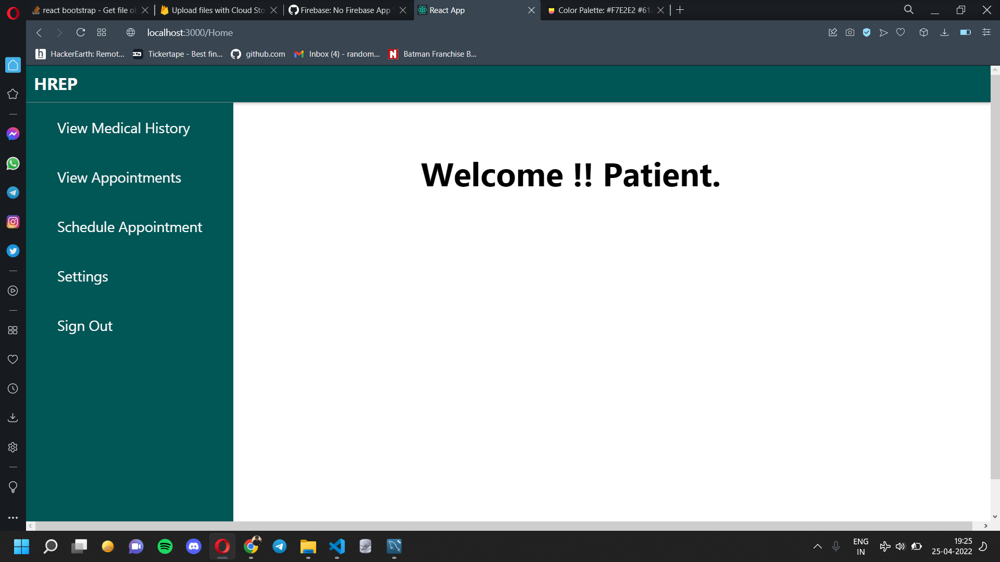 react bootstrap - Get file ob
Upload files with Cloud Sto
Firebase: No Firebase App '
React App
Color Palette: #F7E2E2 #61
localhost:3000/Home
HackerEarth: Remot...
Tickertape - Best fin...
github.com
Inbox (4) - random...
Batman Franchise B...
HREP
View Medical History
View Appointments
Schedule Appointment
Settings
Sign Out
Welcome !! Patient.
ENG
IN
19:25
25-04-2022